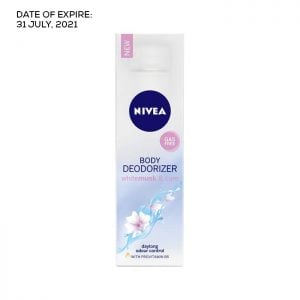 DATE OF EXPIRE:
31 JULY, 2021
NEW
NIVEA
GAS
FREE
BODY
DEODORIZER
whitemusk & care
daylong
odour control
WITH PROVITAMIN B5